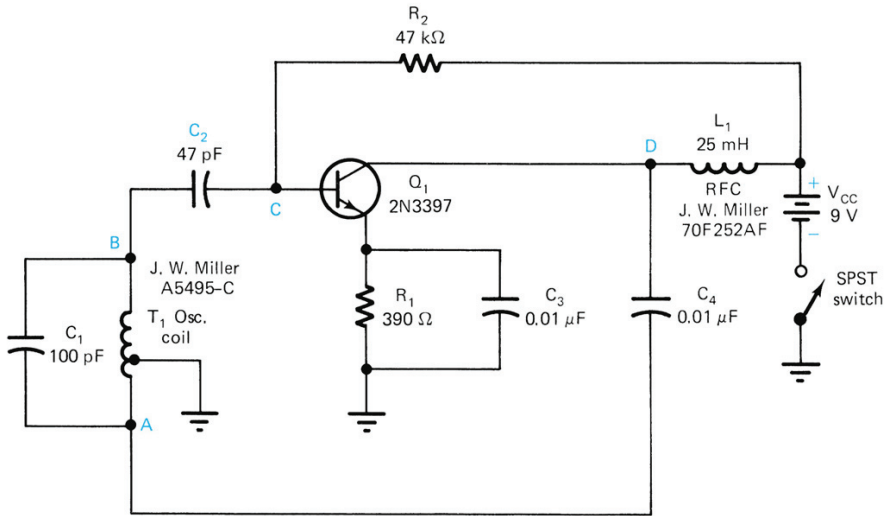 R2
47 kΩ
C2
47 pF
C
Q1
2N3397
D
L1
25 mH
RFC
J. W. Miller
70F252AF
+
VCC
9 V
−
SPST
switch
B
J. W. Miller
A5495-C
T1 Osc.
coil
C1
100 pF
A
R1
390 Ω
C3
0.01 μF
C4
0.01 μF